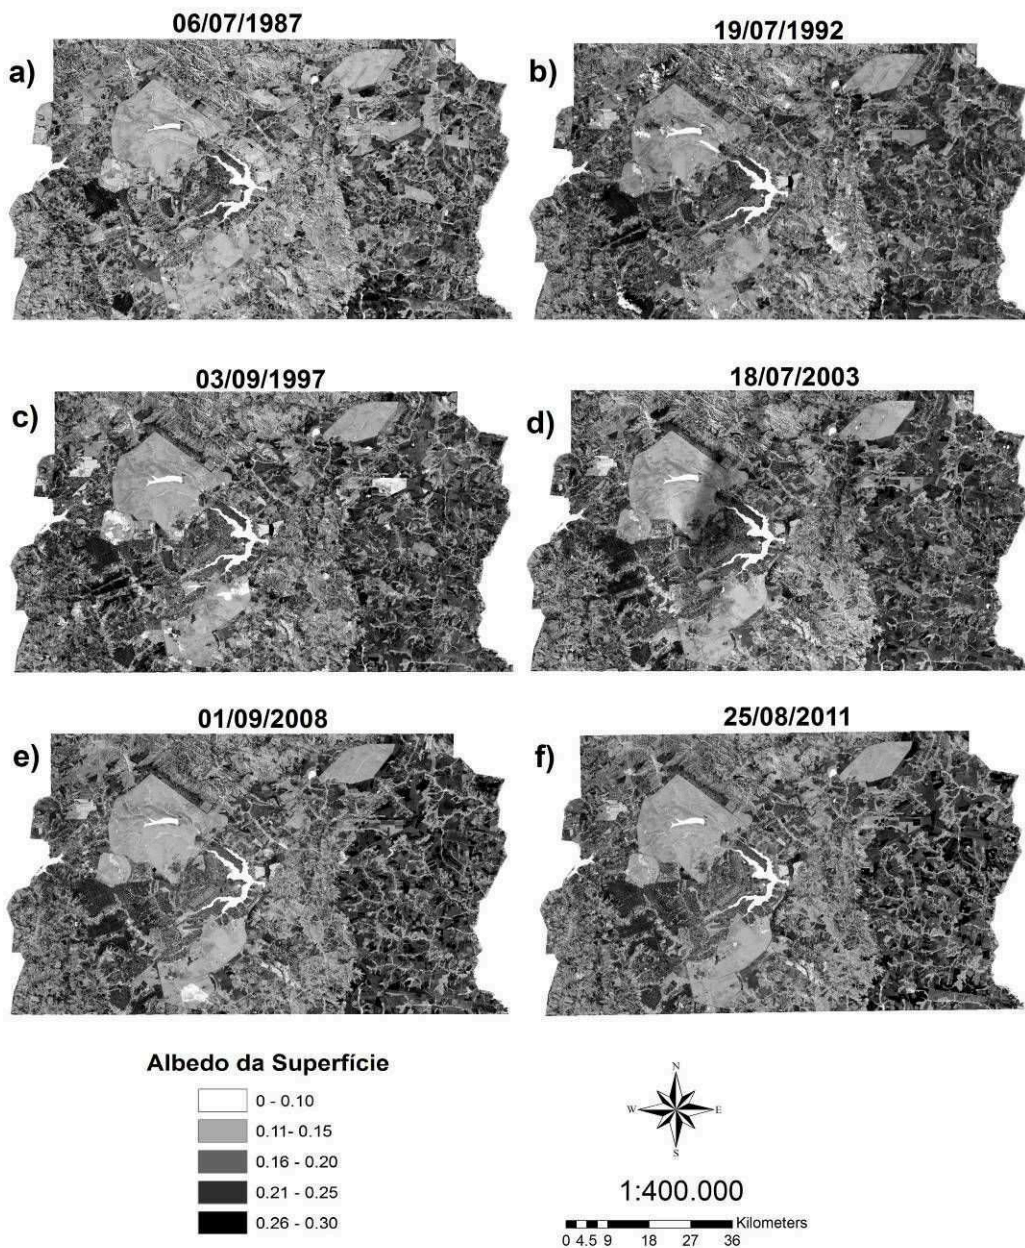 06/07/1987
19/07/1992
a)
b)
03/09/1997
18/07/2003
c)
d)
01/09/2008
25/08/2011
e)
f)
Albedo da Superfície
0 - 0.10
0.11- 0.15
0.16 - 0.20
0.21 - 0.25
0.26 - 0.30
N
W E
S
1:400.000
Kilometers
0 4.5 9 18 27 36